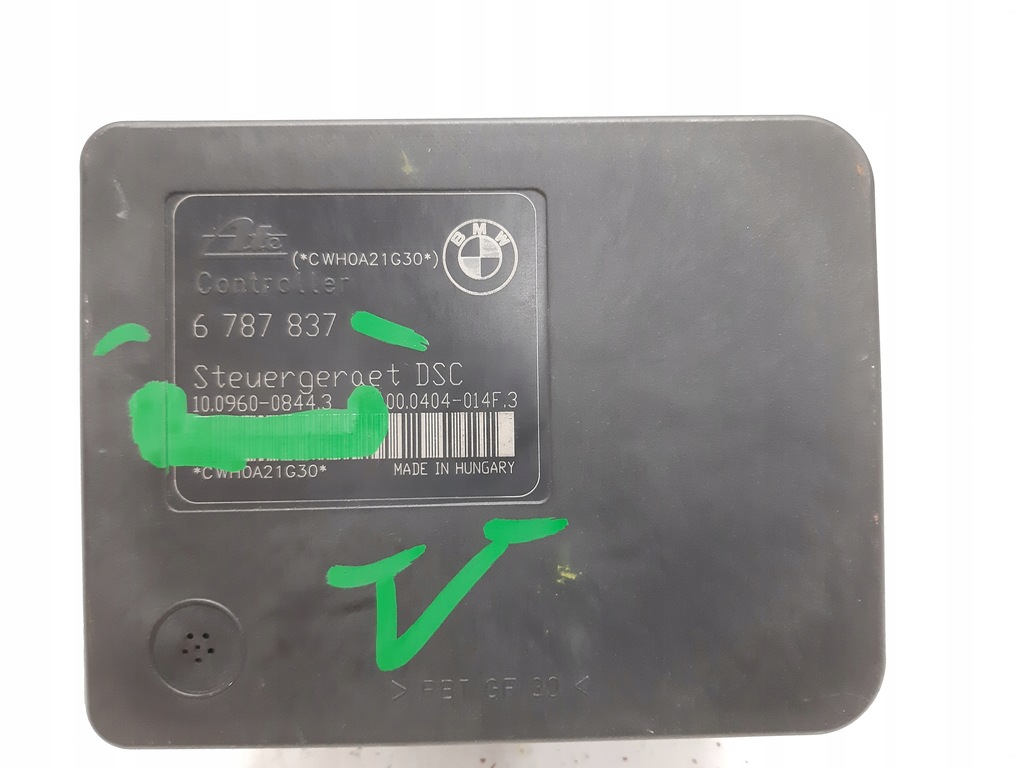 Ate
(*CWH0A21G30*)
BMW
Controller
6 787 837
Steuergeraet DSC
10.0960-0844.3 00.0404-014F.3
*CWH0A21G30*
MADE IN HUNGARY
> PBT GF 30 <